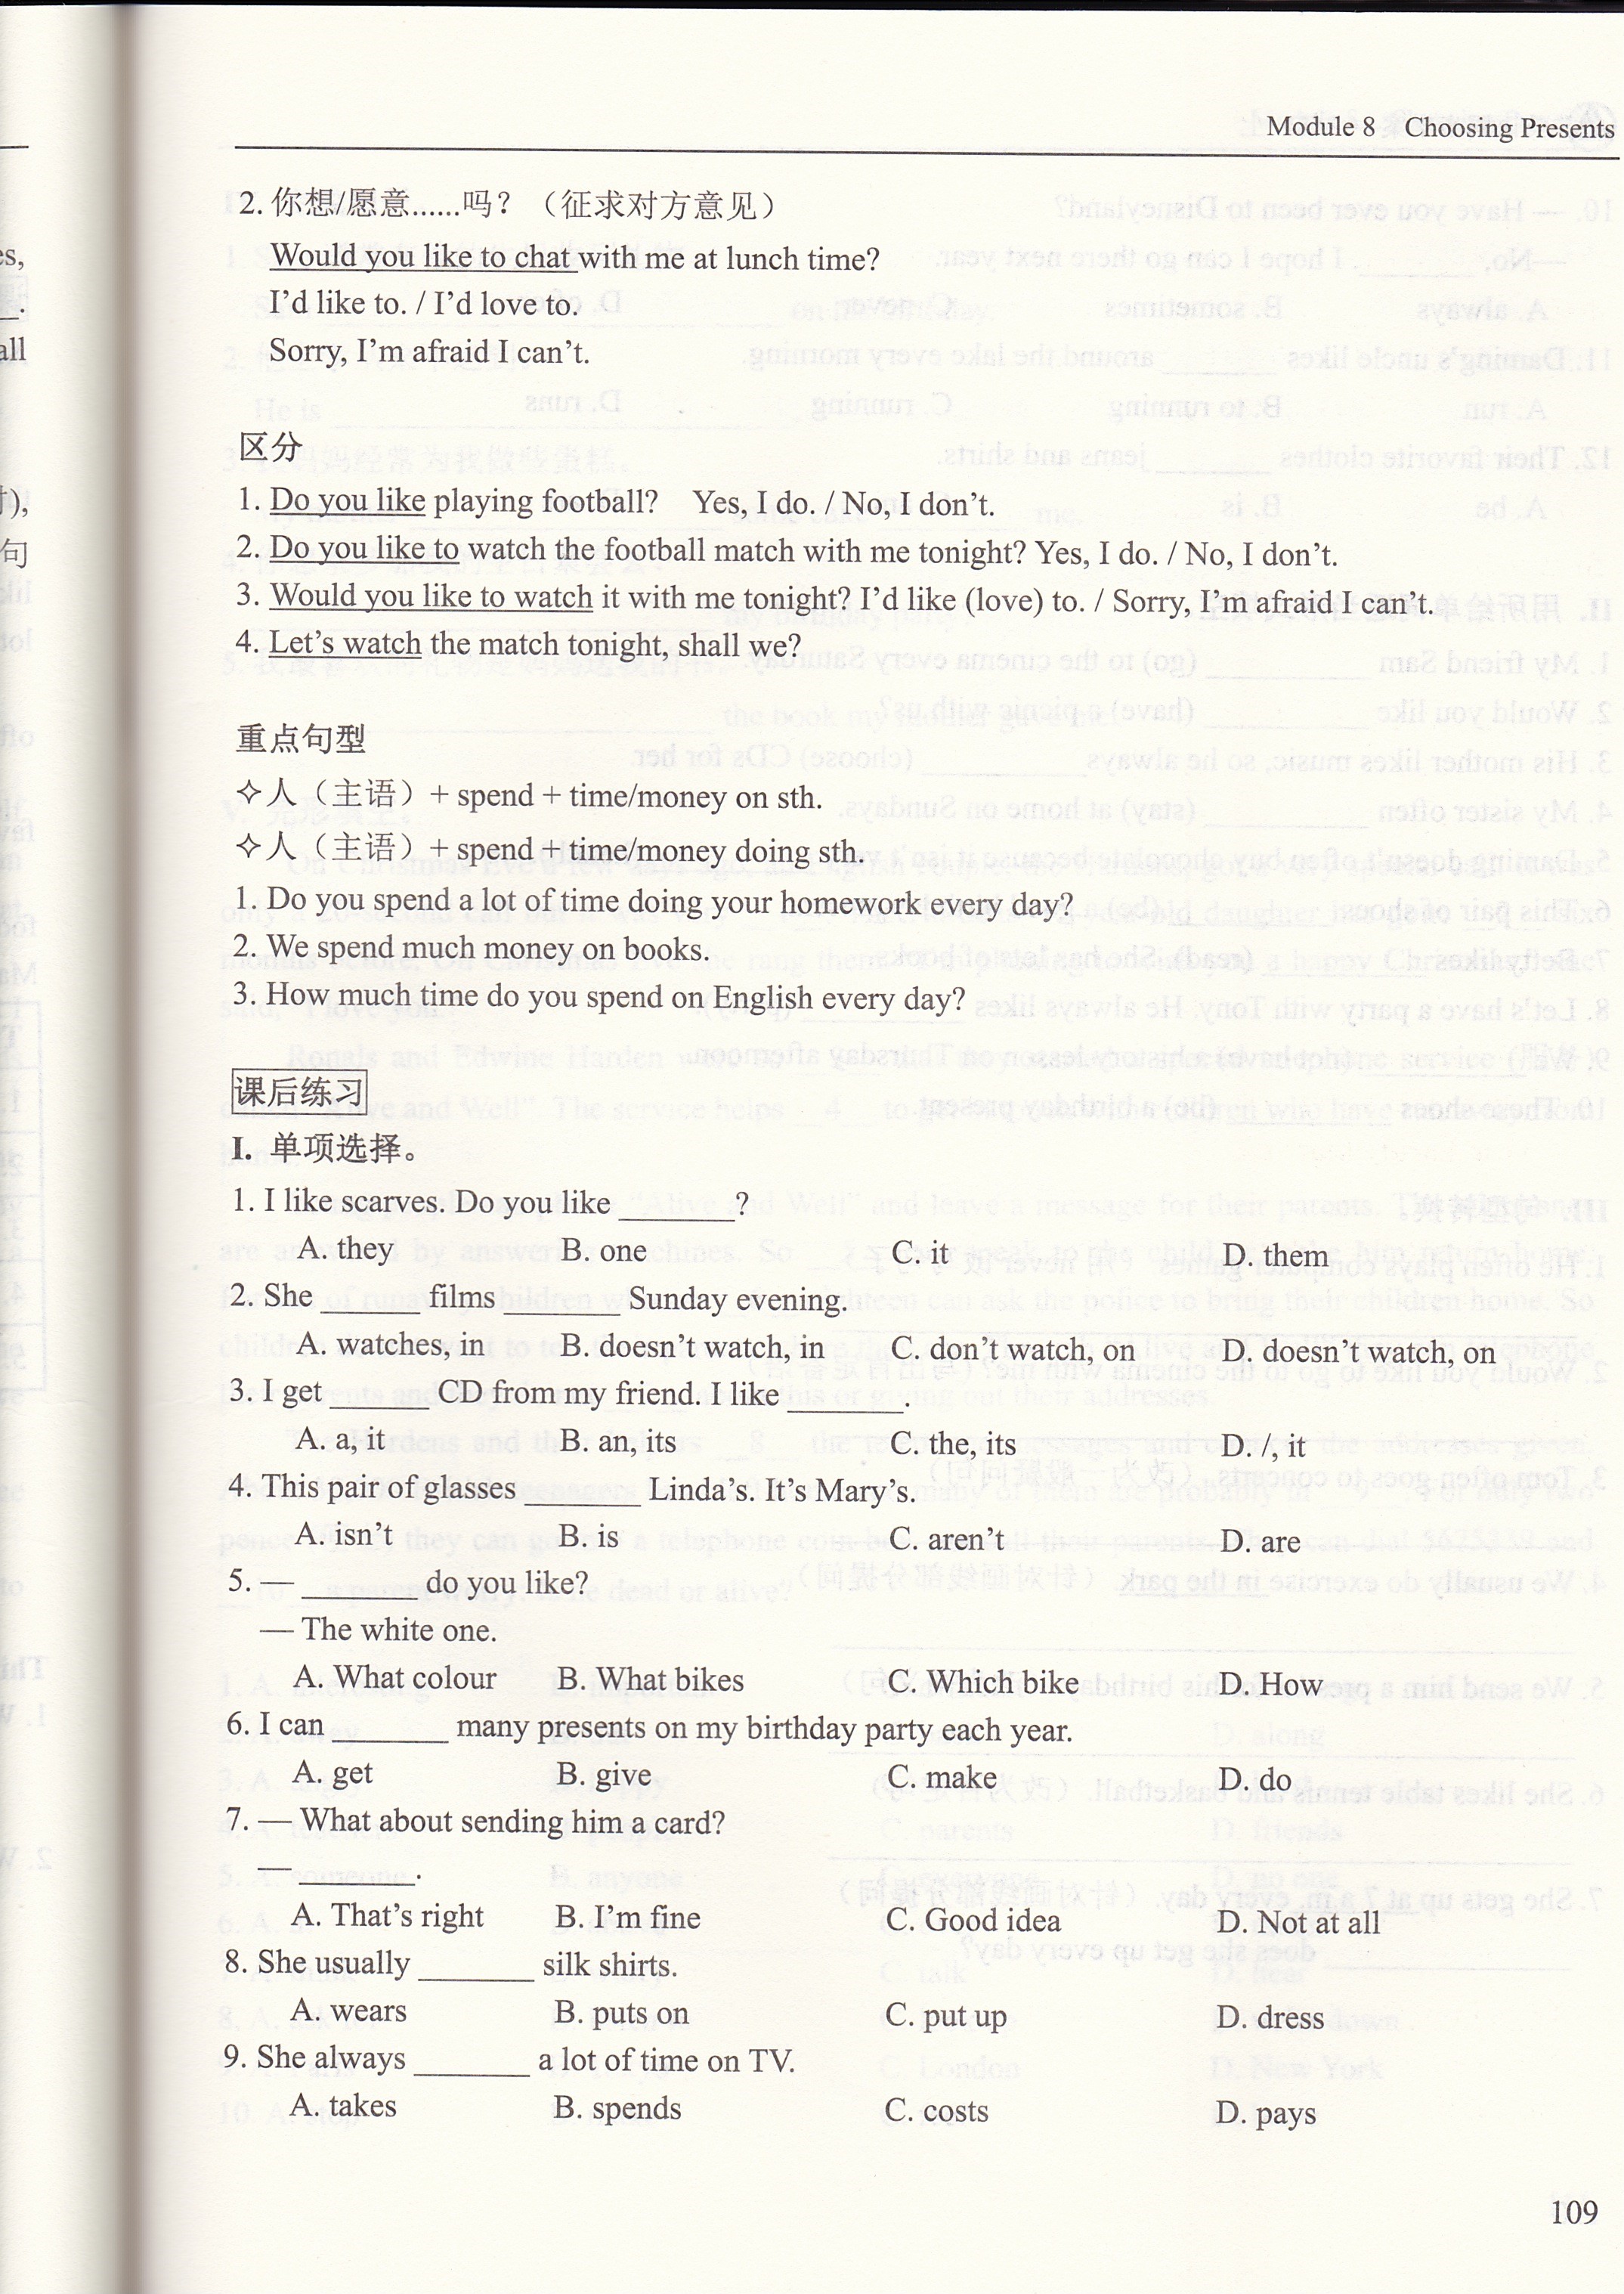 Module 8 Choosing Presents
2. 你想/愿意......吗？（征求对方意见）
Would you like to chat with me at lunch time?
I'd like to. / I'd love to.
Sorry, I'm afraid I can't.
区分
1. Do you like playing football? Yes, I do. / No, I don't.
2. Do you like to watch the football match with me tonight? Yes, I do. / No, I don't.
3. Would you like to watch it with me tonight? I'd like (love) to. / Sorry, I'm afraid I can't.
4. Let's watch the match tonight, shall we?
重点句型
✧人（主语）+ spend + time/money on sth.
✧人（主语）+ spend + time/money doing sth.
1. Do you spend a lot of time doing your homework every day?
2. We spend much money on books.
3. How much time do you spend on English every day?
课后练习
I. 单项选择。
1. I like scarves. Do you like _______?
A. they B. one C. it D. them
2. She ______ films _______ Sunday evening.
A. watches, in B. doesn't watch, in C. don't watch, on D. doesn't watch, on
3. I get ______ CD from my friend. I like _______.
A. a, it B. an, its C. the, its D. /, it
4. This pair of glasses _______ Linda's. It's Mary's.
A. isn't B. is C. aren't D. are
5. — _______ do you like?
— The white one.
A. What colour B. What bikes C. Which bike D. How
6. I can _______ many presents on my birthday party each year.
A. get B. give C. make D. do
7. — What about sending him a card?
— _______.
A. That's right B. I'm fine C. Good idea D. Not at all
8. She usually _______ silk shirts.
A. wears B. puts on C. put up D. dress
9. She always _______ a lot of time on TV.
A. takes B. spends C. costs D. pays
109